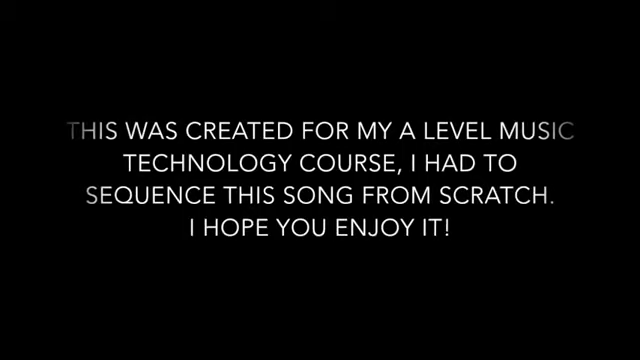 THIS WAS CREATED FOR MY A LEVEL MUSIC
TECHNOLOGY COURSE, I HAD TO
SEQUENCE THIS SONG FROM SCRATCH.
I HOPE YOU ENJOY IT!